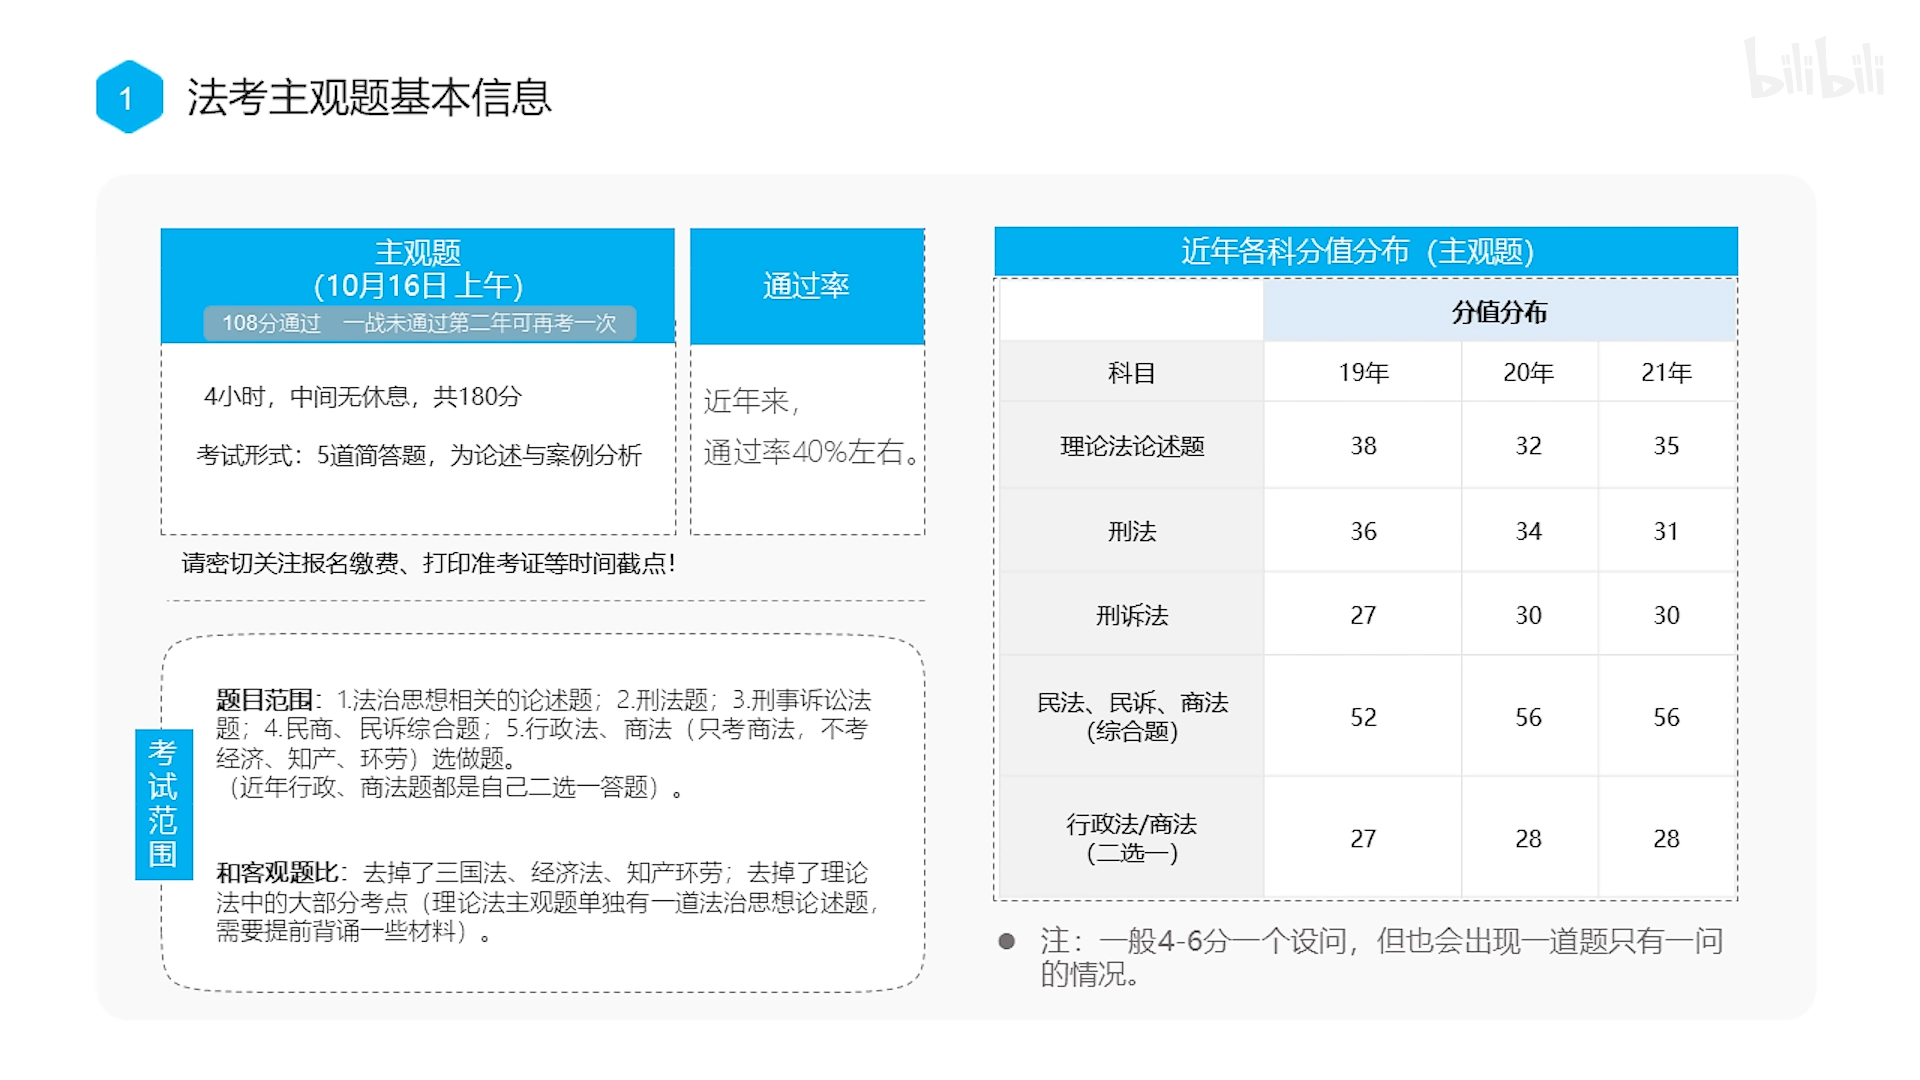 1
法考主观题基本信息
bilibili
主观题
(10月16日 上午)
108分通过 一战未通过第二年可再考一次
通过率
4小时，中间无休息，共180分
考试形式：5道简答题，为论述与案例分析
近年来，
通过率40%左右。
请密切关注报名缴费、打印准考证等时间截点！
考试范围
题目范围：1.法治思想相关的论述题；2.刑法题；3.刑事诉讼法
题；4.民商、民诉综合题；5.行政法、商法（只考商法，不考
经济、知产、环劳）选做题。
（近年行政、商法题都是自己二选一答题）。
和客观题比：去掉了三国法、经济法、知产环劳；去掉了理论
法中的大部分考点（理论法主观题单独有一道法治思想论述题，
需要提前背诵一些材料）。
近年各科分值分布（主观题）
分值分布
科目 19年 20年 21年
理论法论述题 38 32 35
刑法 36 34 31
刑诉法 27 30 30
民法、民诉、商法
(综合题) 52 56 56
行政法/商法
(二选一) 27 28 28
● 注：一般4-6分一个设问，但也会出现一道题只有一问
的情况。